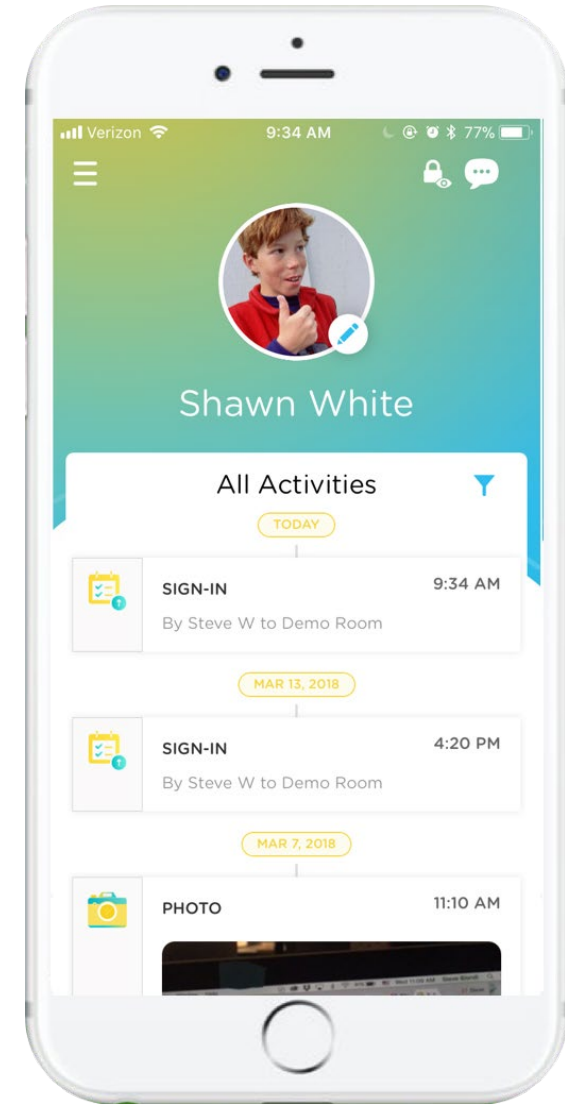 Verizon 9:34 AM 77%
Shawn White
All Activities
TODAY
SIGN-IN 9:34 AM
By Steve W to Demo Room
MAR 13, 2018
SIGN-IN 4:20 PM
By Steve W to Demo Room
MAR 7, 2018
PHOTO 11:10 AM